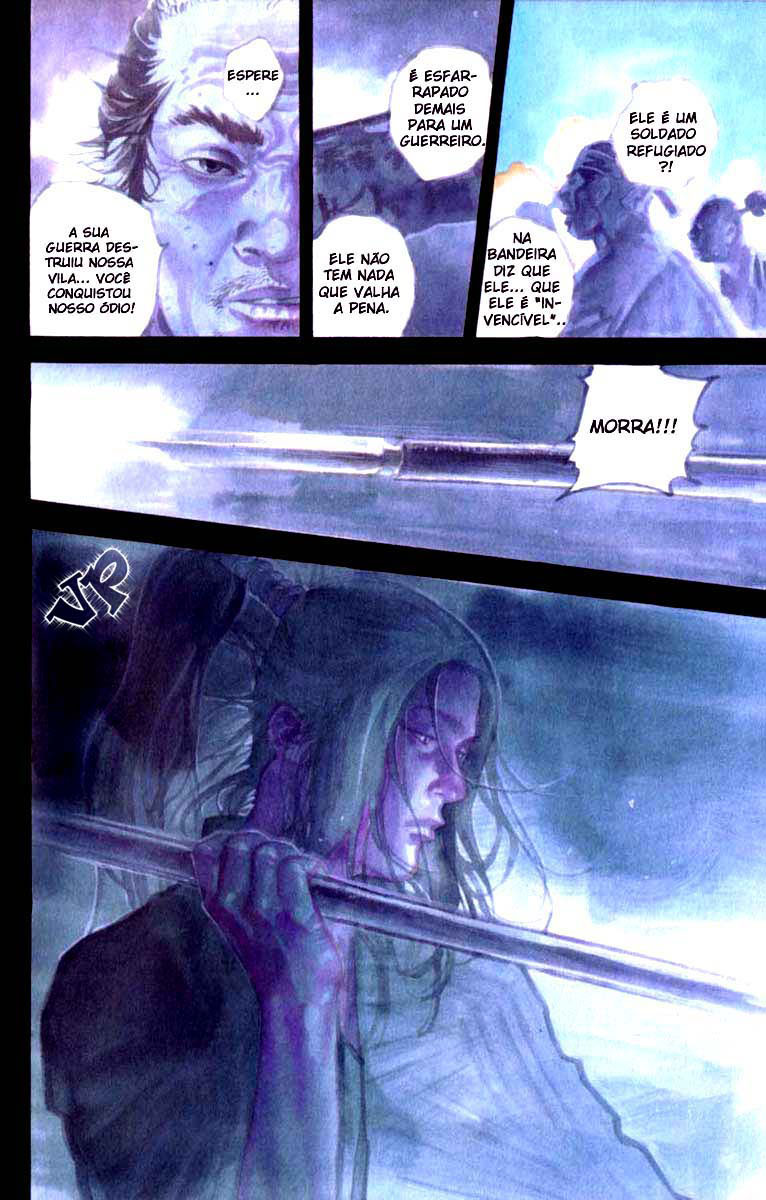 ELE É UM
SOLDADO
REFUGIADO
?!
NA
BANDEIRA
DIZ QUE
ELE... QUE
ELE É "IN-
VENCÍVEL"..
É ESFAR-
RAPADO
DEMAIS
PARA UM
GUERREIRO.
ELE NÃO
TEM NADA
QUE VALHA
A PENA.
ESPERE
...
A SUA
GUERRA DES-
TRUIU NOSSA
VILA... VOCÊ
CONQUISTOU
NOSSO ÓDIO!
MORRA!!!
VR